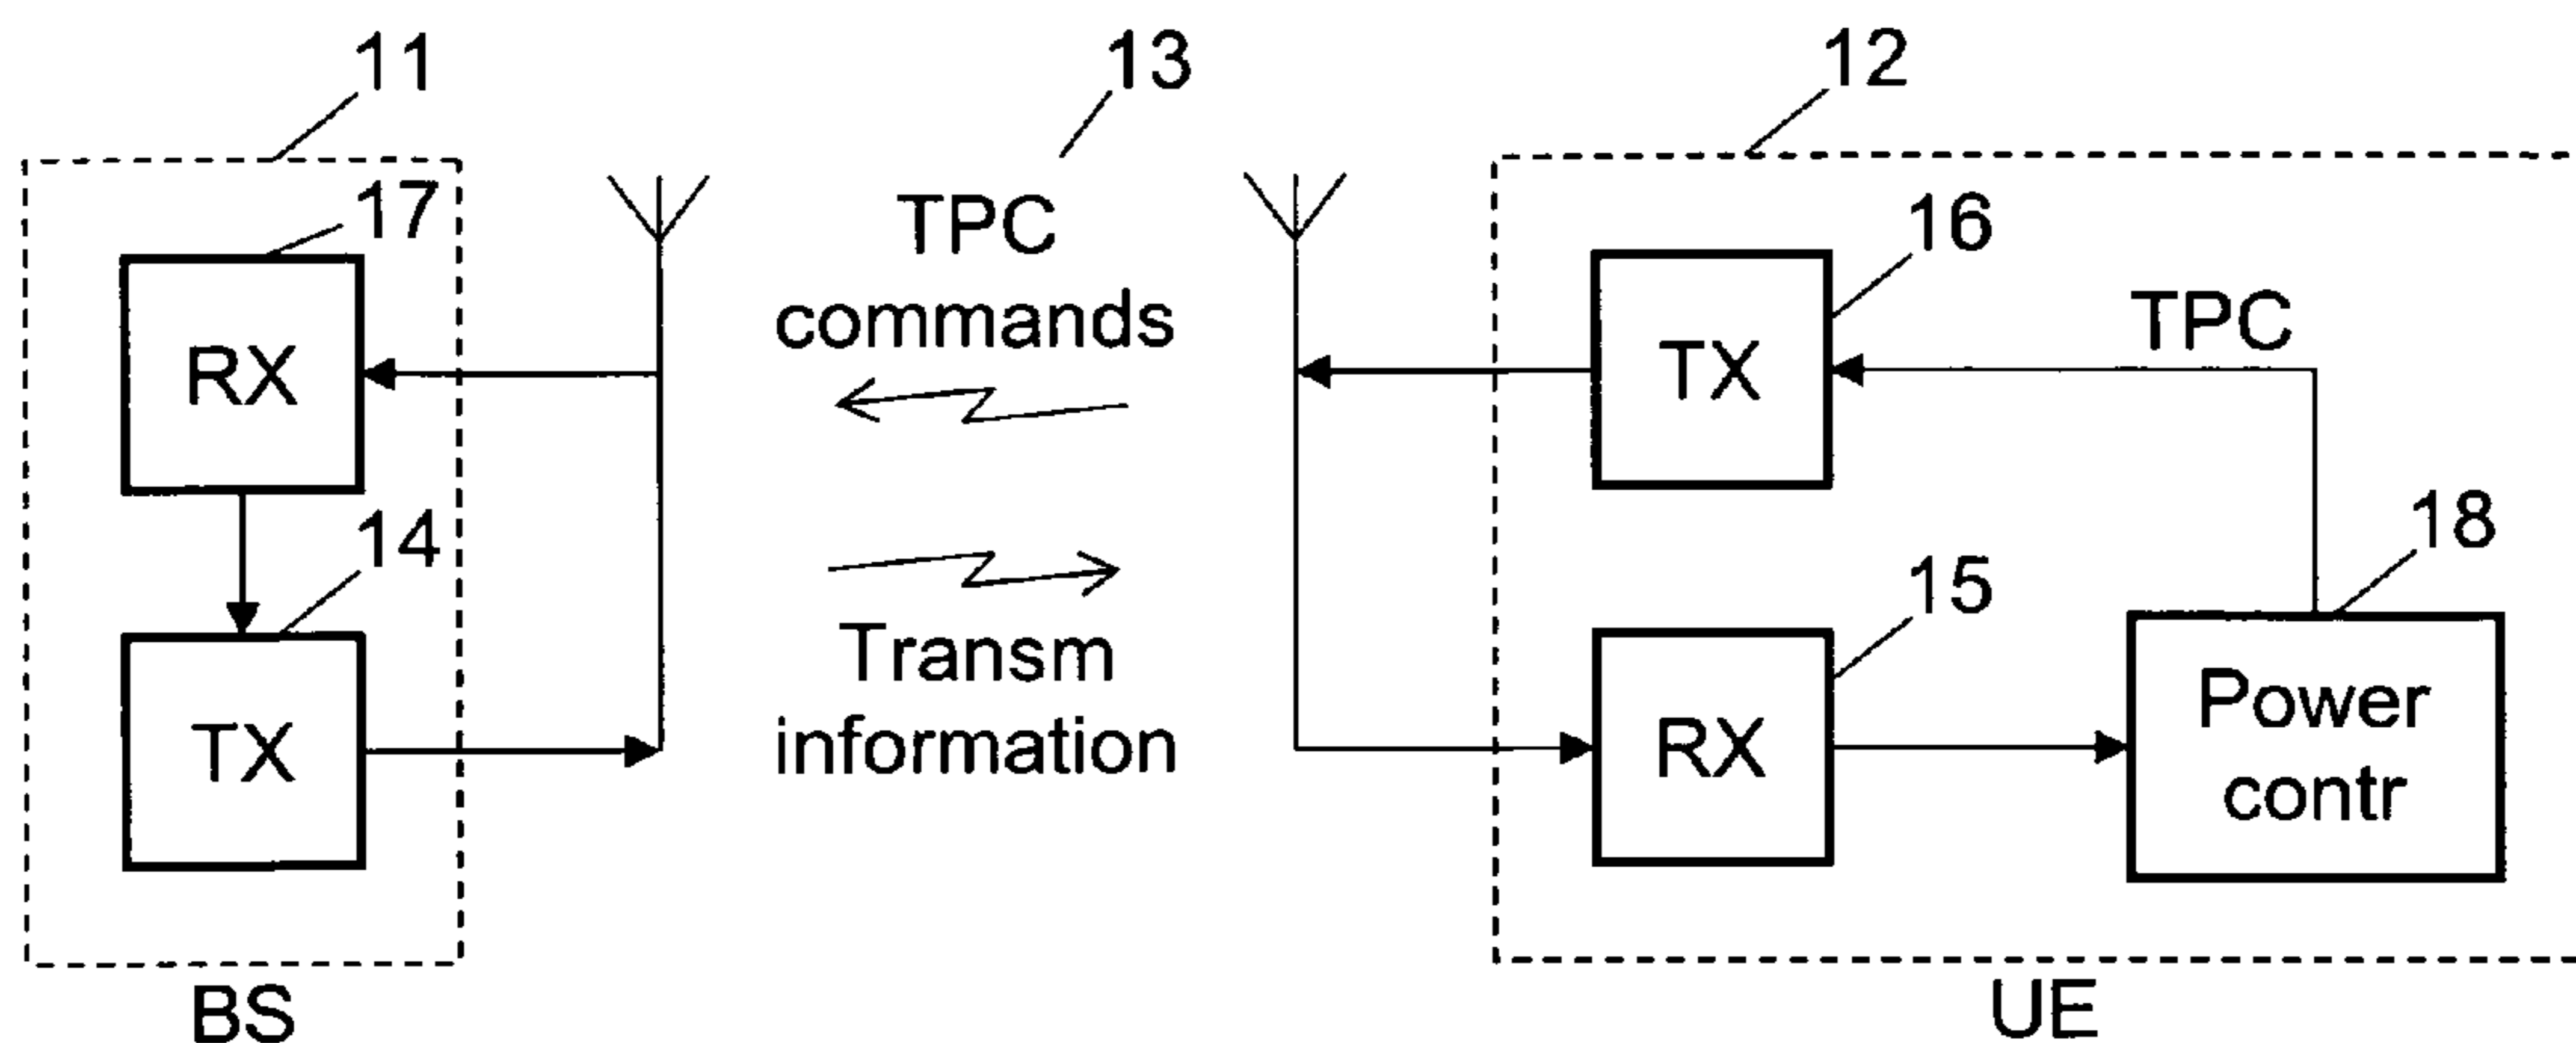 11
13
12
17
TPC
commands
16
RX
TX
TPC
14
18
15
Transm
information
TX
RX
Power
contr
BS
UE